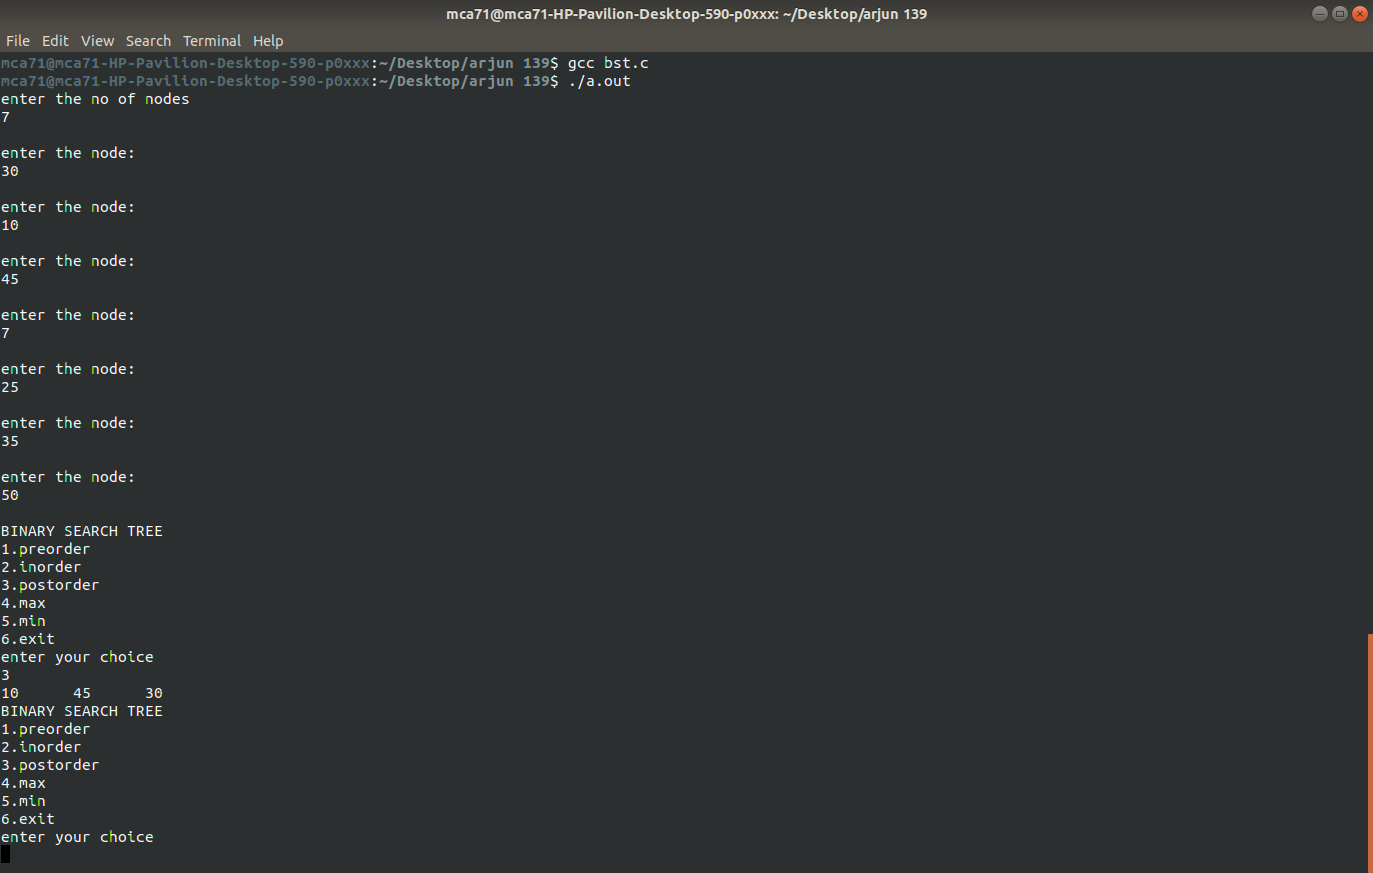 mca71@mca71-HP-Pavilion-Desktop-590-p0xxx: ~/Desktop/arjun 139
File Edit View Search Terminal Help
mca71@mca71-HP-Pavilion-Desktop-590-p0xxx:~/Desktop/arjun 139$ gcc bst.c
mca71@mca71-HP-Pavilion-Desktop-590-p0xxx:~/Desktop/arjun 139$ ./a.out
enter the no of nodes
7
enter the node:
30
enter the node:
10
enter the node:
45
enter the node:
7
enter the node:
25
enter the node:
35
enter the node:
50
BINARY SEARCH TREE
1.preorder
2.inorder
3.postorder
4.max
5.min
6.exit
enter your choice
3
10 45 30
BINARY SEARCH TREE
1.preorder
2.inorder
3.postorder
4.max
5.min
6.exit
enter your choice